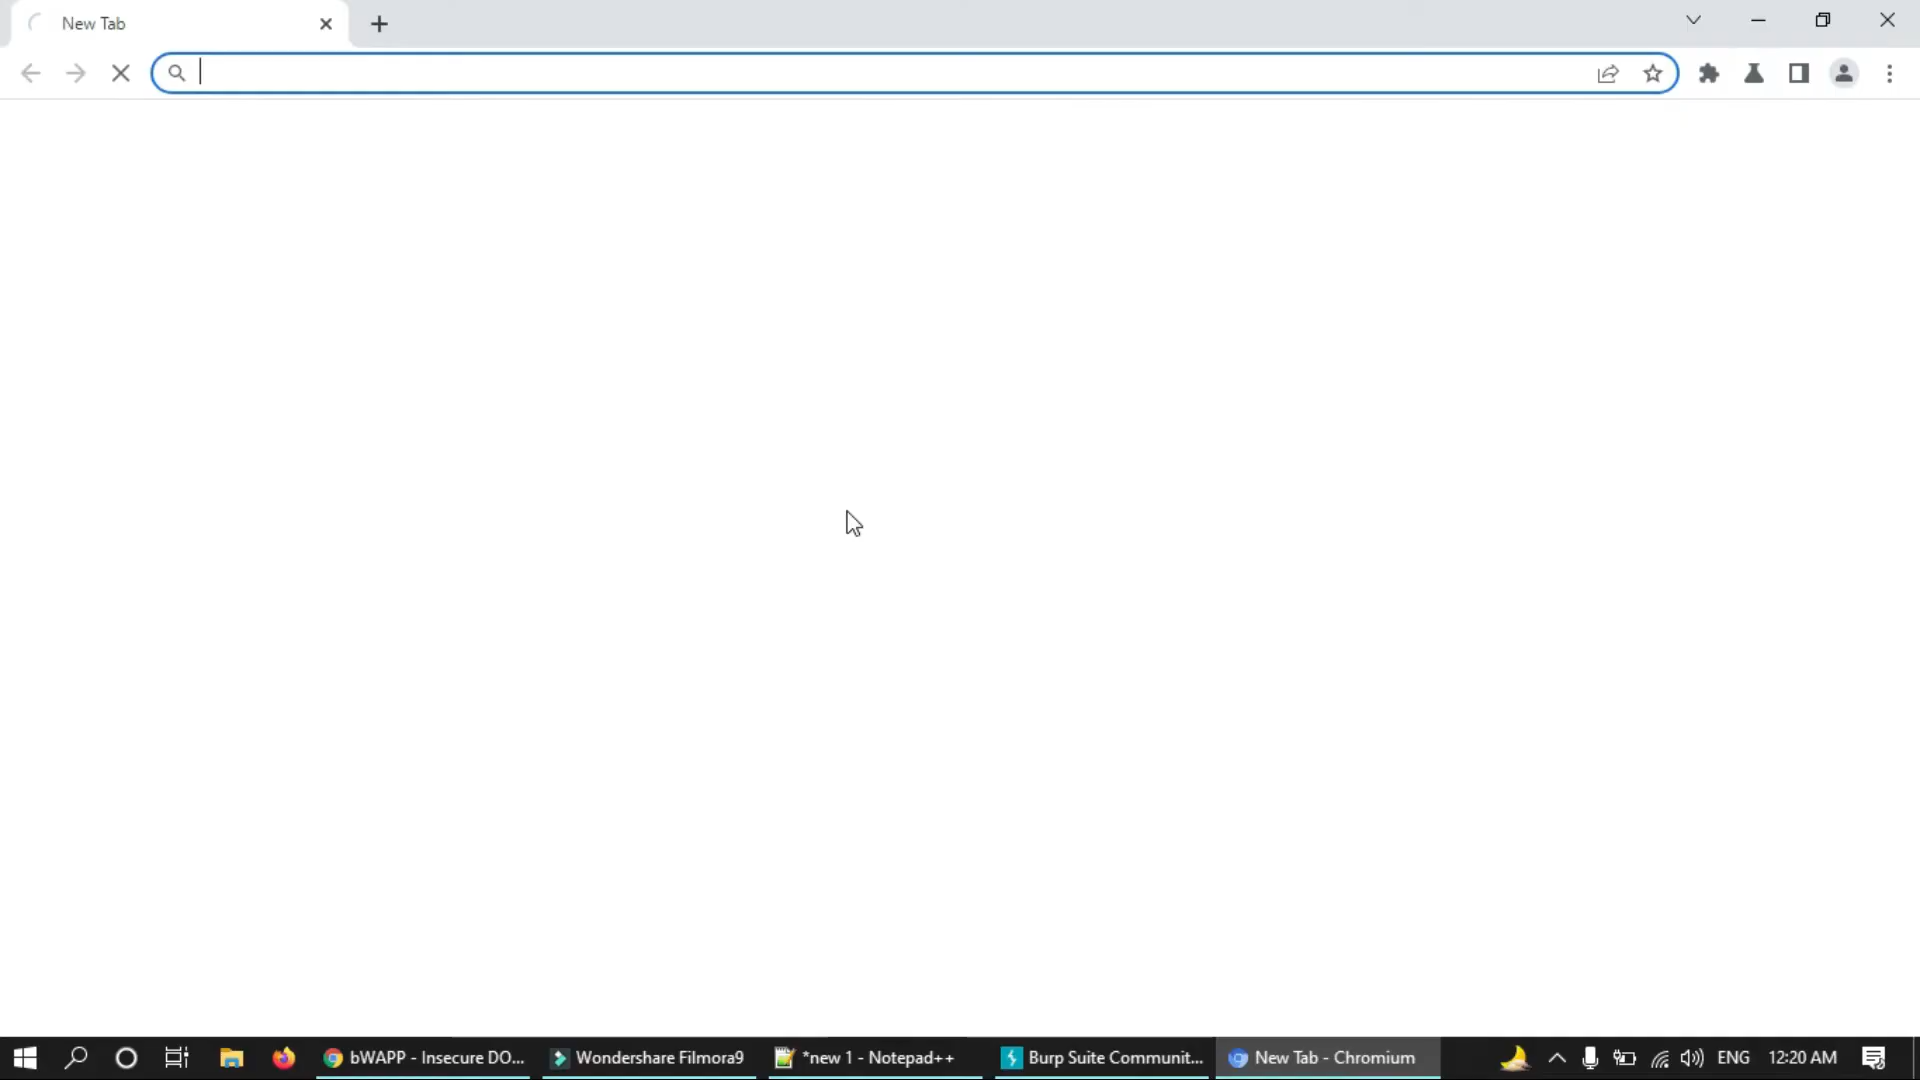 New Tab
bWAPP - Insecure DO...
Wondershare Filmora9
*new 1 - Notepad++
Burp Suite Communit...
New Tab - Chromium
ENG
12:20 AM